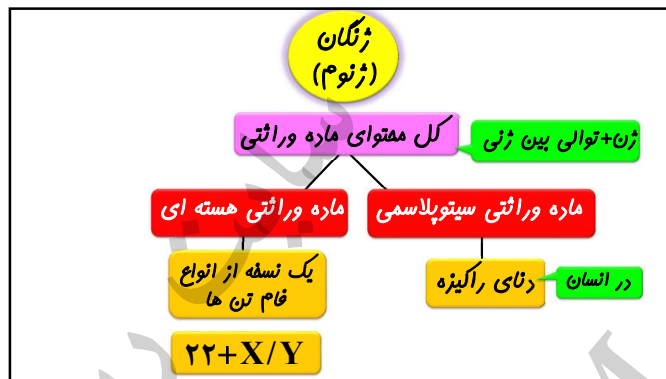 ژنگان
(ژنوم)
کل محتوای ماده وراثتی
ژن+توالی بین ژنی
ماده وراثتی سیتوپلاسمی
ماده وراثتی هسته ای
یک نسخه از انواع
فام تن ها
دنای راکیزه
در انسان
۲۲+X/Y
سایت